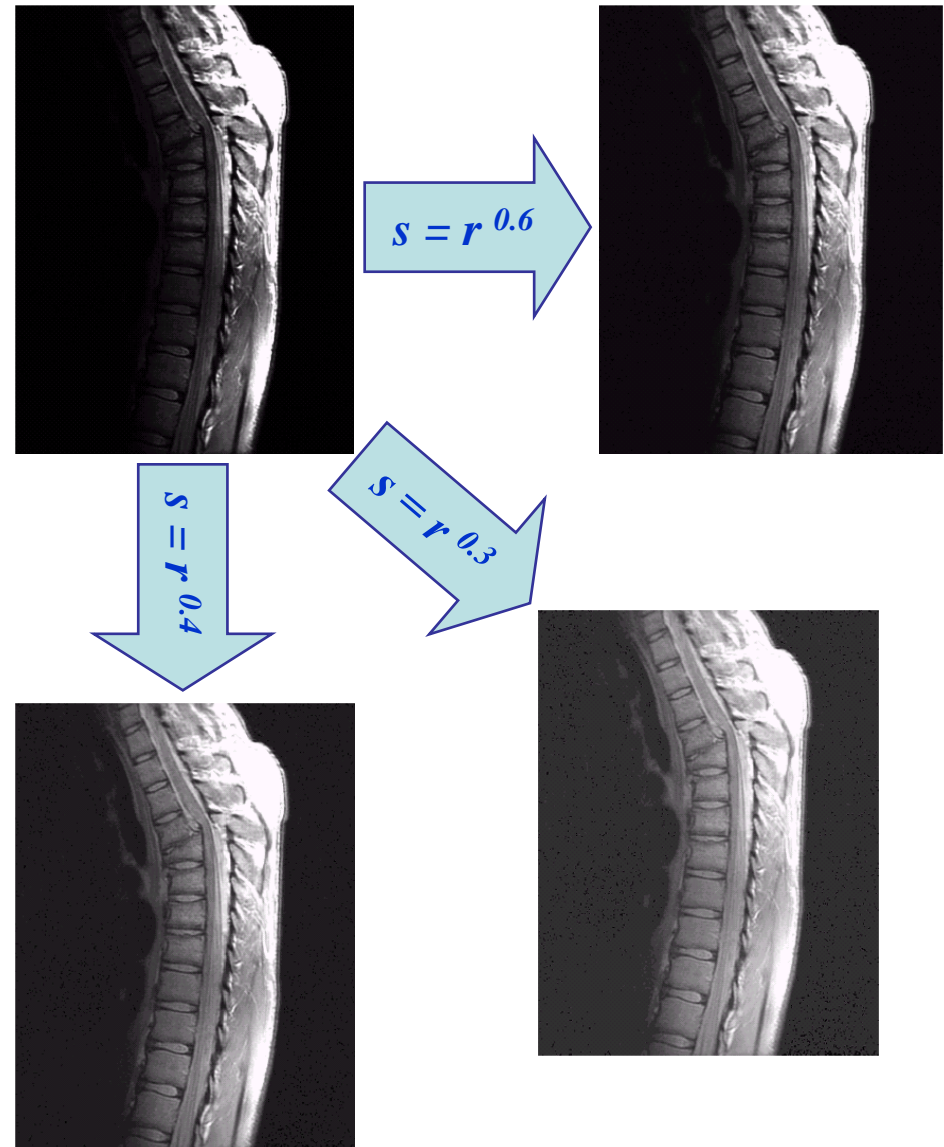 s = r 0.6
s = r 0.3
s = r 0.4